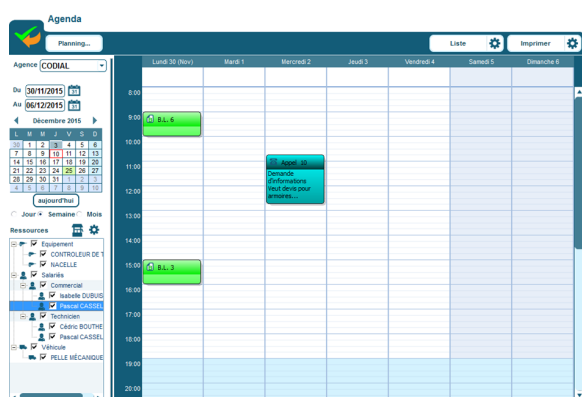 Agenda
Planning...
Liste
Imprimer
Agence CODIAL
Du 30/11/2015
Au 06/12/2015
Décembre 2015
L M M J V S D
30 1 2 3 4 5 6
7 8 9 10 11 12 13
14 15 16 17 18 19 20
21 22 23 24 25 26 27
28 29 30 31 1 2 3
4 5 6 7 8 9 10
aujourd'hui
Jour Semaine Mois
Ressources
Equipement
CONTROLEUR DE T
NACELLE
Salariés
Commercial
Isabelle DUBUIS
Pascal CASSEL
Technicien
Cédric BOUTHE
Pascal CASSEL
Véhicule
PELLE MÉCANIQUE
Lundi 30 (Nov) Mardi 1 Mercredi 2 Jeudi 3 Vendredi 4 Samedi 5 Dimanche 6
8:00
9:00
B.L. 6
10:00
11:00
Appel 10
Demande
d'informations
Veut devis pour
armoires...
12:00
13:00
14:00
15:00
B.L. 3
16:00
17:00
18:00
19:00
20:00